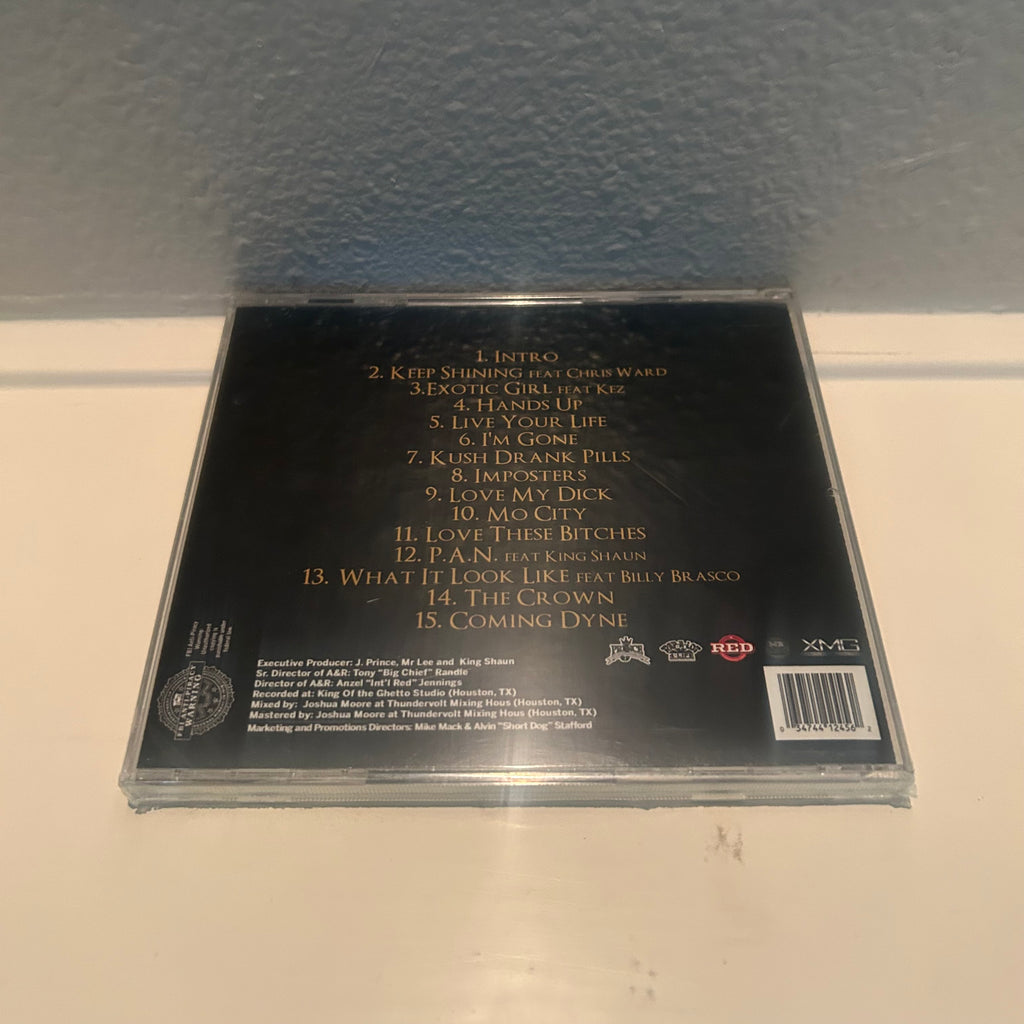 1. Intro
2. Keep Shining feat Chris Ward
3.Exotic Girl feat Kez
4. Hands Up
5. Live Your Life
6. I'm Gone
7. Kush Drank Pills
8. Imposters
9. Love My Dick
10. Mo City
11. Love These Bitches
12. P.A.N. feat King Shaun
13. What It Look Like feat Billy Brasco
14. The Crown
15. Coming Dyne
Executive Producer: J. Prince, Mr Lee and King Shaun
Sr. Director of A&R: Tony "Big Chief" Randle
Director of A&R: Anzel "Int'l Red" Jennings
Recorded at: King Of the Ghetto Studio (Houston, TX)
Mixed by: Joshua Moore at Thundervolt Mixing Hous (Houston, TX)
Mastered by: Joshua Moore at Thundervolt Mixing Hous (Houston, TX)
Marketing and Promotions Directors: Mike Mack & Alvin "Short Dog" Stafford
WARNING
RED
XMG